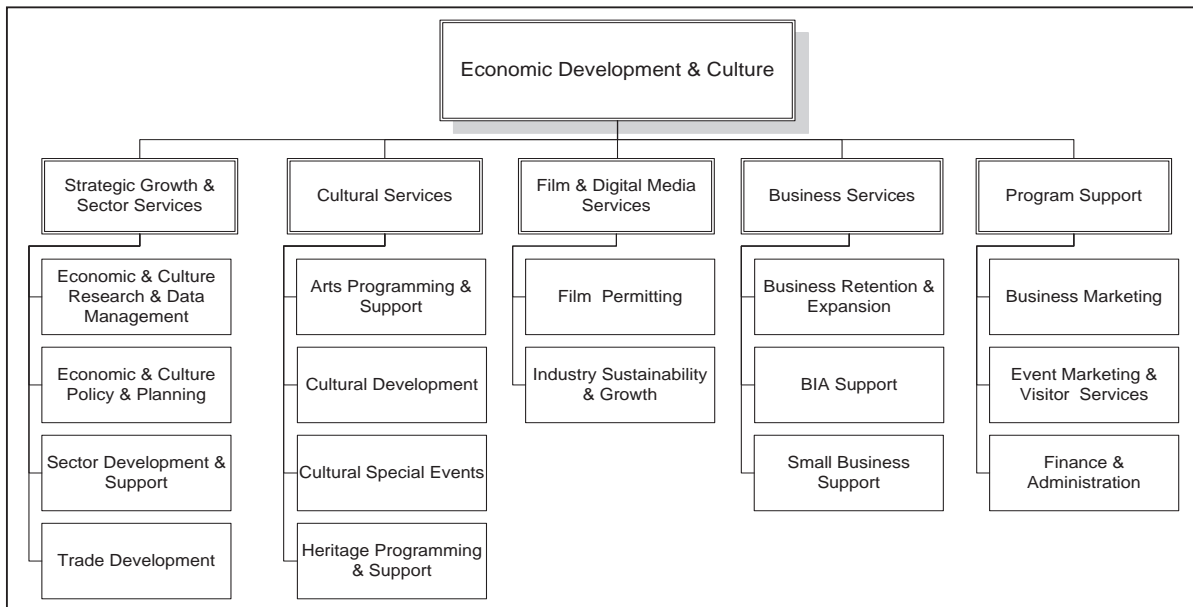 Economic Development & Culture
Strategic Growth &
Sector Services
Cultural Services
Film & Digital Media
Services
Business Services
Program Support
Economic & Culture
Research & Data
Management
Economic & Culture
Policy & Planning
Sector Development &
Support
Trade Development
Arts Programming &
Support
Cultural Development
Cultural Special Events
Heritage Programming
& Support
Film Permitting
Industry Sustainability
& Growth
Business Retention &
Expansion
BIA Support
Small Business
Support
Business Marketing
Event Marketing &
Visitor Services
Finance &
Administration